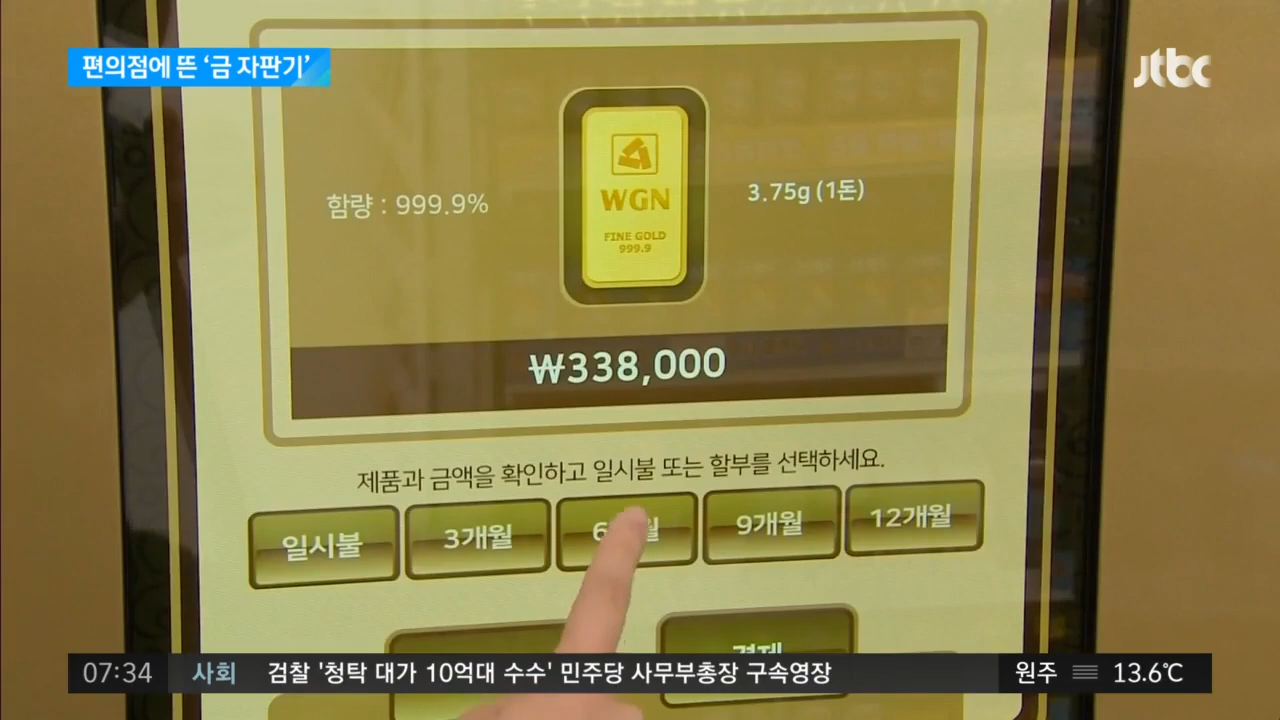 편의점에 뜬 ‘금 자판기’
jtbc
함량 : 999.9%
WGN
FINE GOLD
999.9
3.75g (1돈)
₩338,000
제품과 금액을 확인하고 일시불 또는 할부를 선택하세요.
일시불 3개월 6 월 9개월 12개월
결제
07:34 사회 검찰 '청탁 대가 10억대 수수' 민주당 사무부총장 구속영장 원주 13.6℃